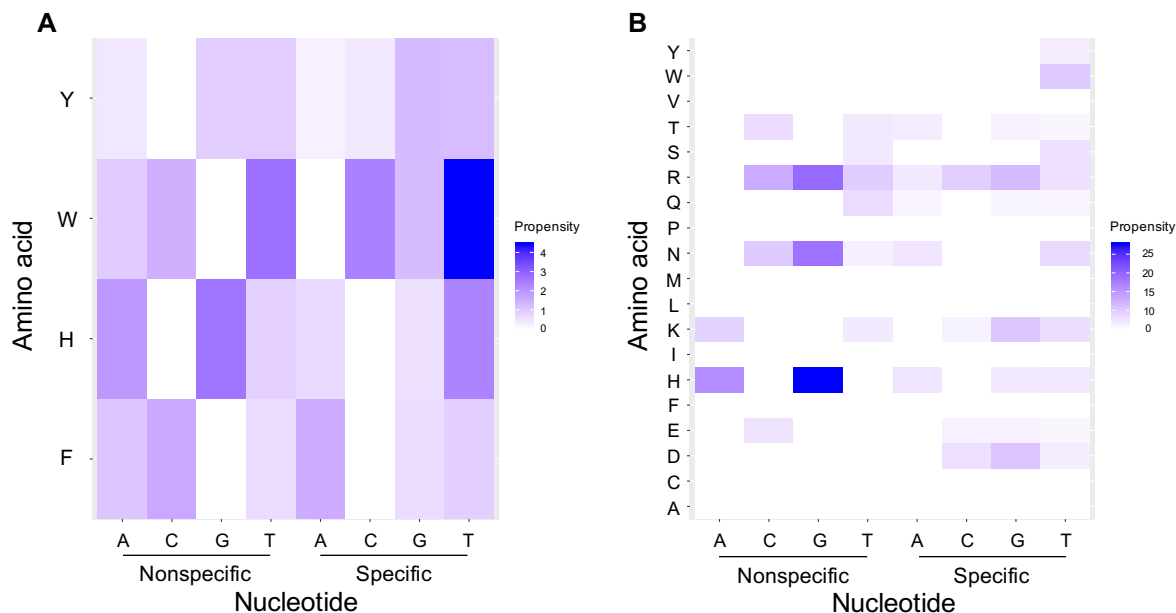 A
Amino acid
Y
W
H
F
A C G T A C G T
Nonspecific Specific
Nucleotide
Propensity
4
3
2
1
0
B
Amino acid
Y
W
V
T
S
R
Q
P
N
M
L
K
I
H
F
E
D
C
A
A C G T A C G T
Nonspecific Specific
Nucleotide
Propensity
25
20
15
10
0